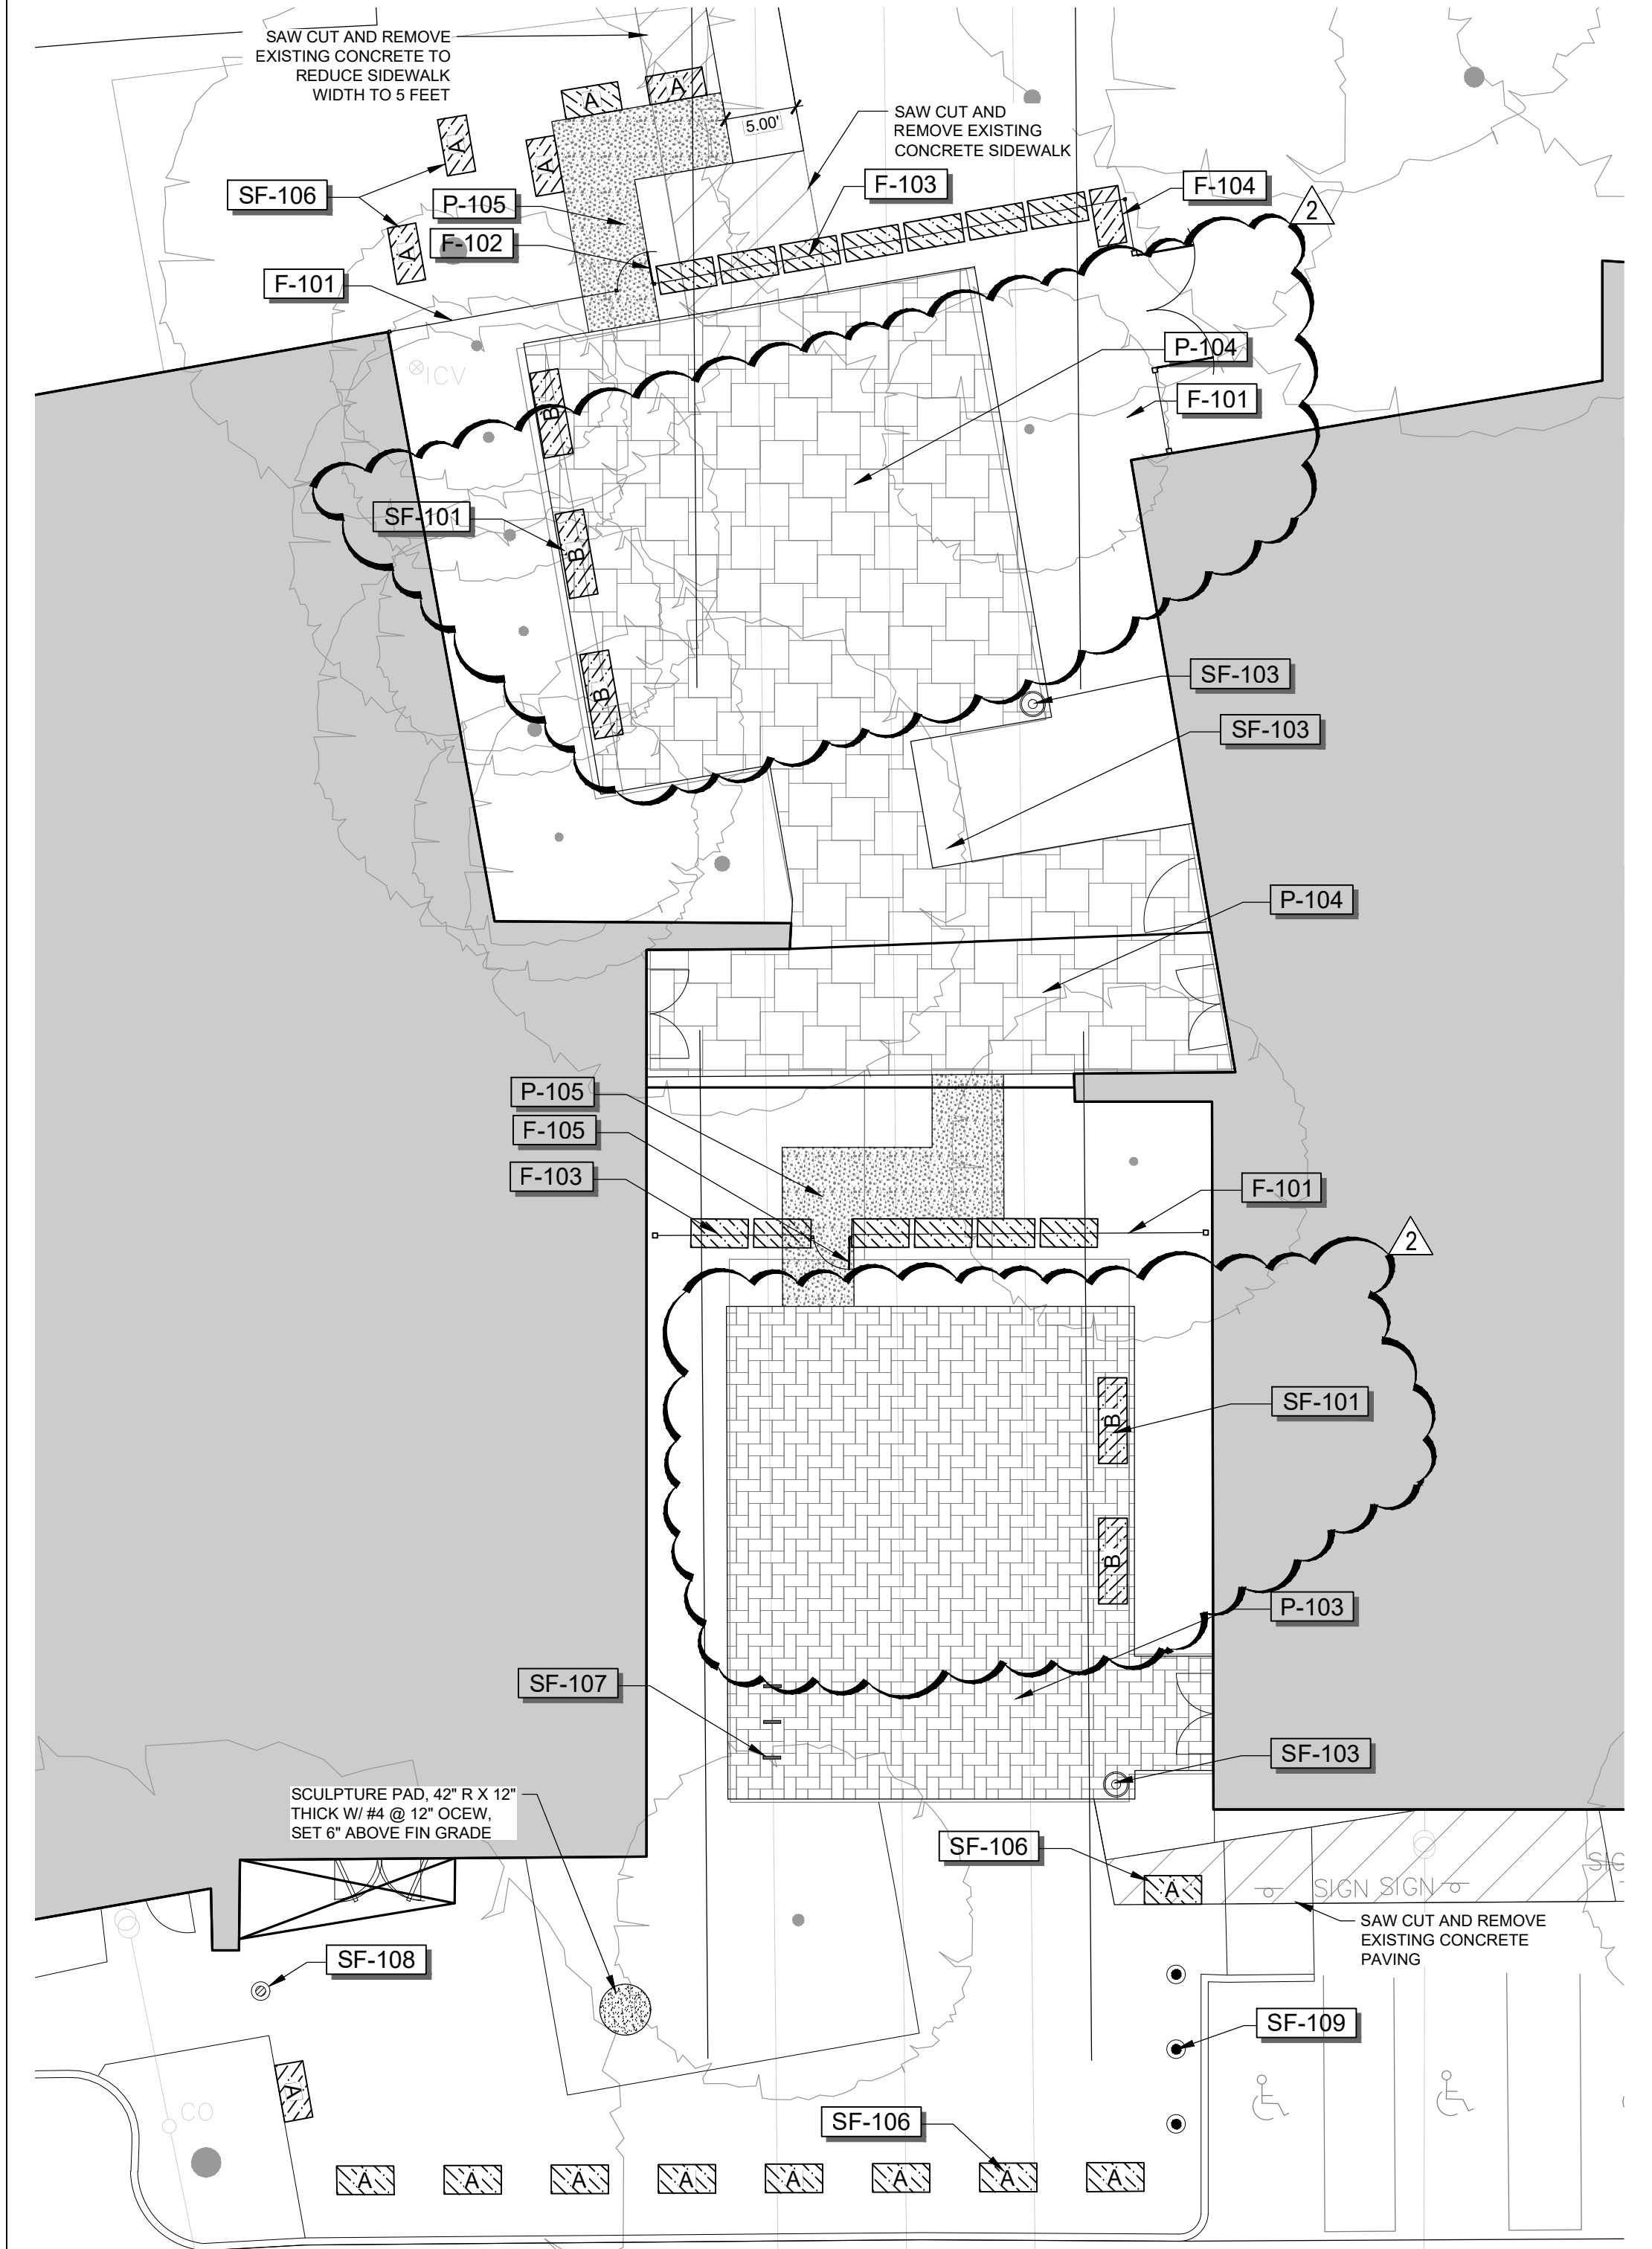 SAW CUT AND REMOVE
EXISTING CONCRETE TO
REDUCE SIDEWALK
WIDTH TO 5 FEET
A
A
A
A
A
5.00'
SAW CUT AND
REMOVE EXISTING
CONCRETE SIDEWALK
SF-106
P-105
F-102
F-101
F-103
F-104
2
ICV
P-104
F-101
B
SF-101
B
B
SF-103
SF-103
P-104
P-105
F-105
F-103
F-101
2
SF-101
B
B
P-103
SF-107
SF-103
SCULPTURE PAD, 42" R X 12"
THICK W/ #4 @ 12" OCEW,
SET 6" ABOVE FIN GRADE
SF-106
A
SIGN SIGN
SAW CUT AND REMOVE
EXISTING CONCRETE
PAVING
SF-108
SF-109
A
CO
SF-106
A A A A A A A A